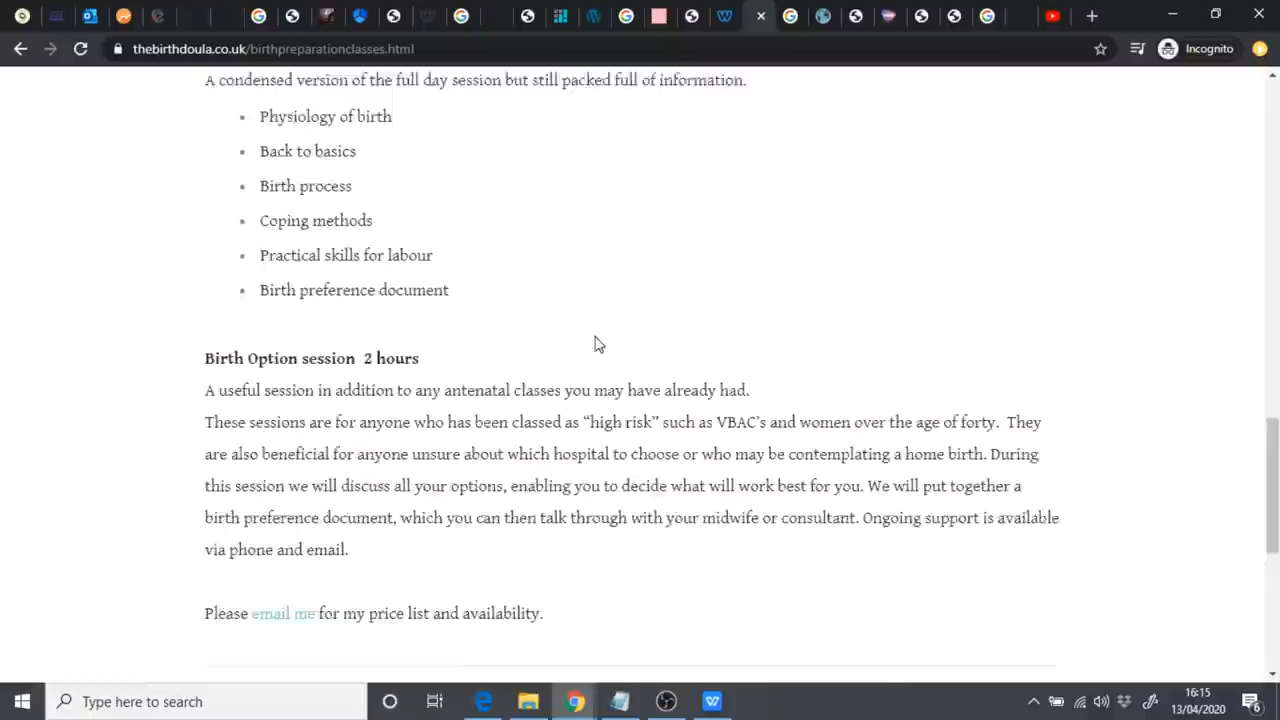 thebirthdoula.co.uk/birthpreparationclasses.html
Incognito
A condensed version of the full day session but still packed full of information.
Physiology of birth
Back to basics
Birth process
Coping methods
Practical skills for labour
Birth preference document
Birth Option session 2 hours
A useful session in addition to any antenatal classes you may have already had.
These sessions are for anyone who has been classed as “high risk” such as VBAC’s and women over the age of forty. They
are also beneficial for anyone unsure about which hospital to choose or who may be contemplating a home birth. During
this session we will discuss all your options, enabling you to decide what will work best for you. We will put together a
birth preference document, which you can then talk through with your midwife or consultant. Ongoing support is available
via phone and email.
Please email me for my price list and availability.
Type here to search
16:15
13/04/2020
6